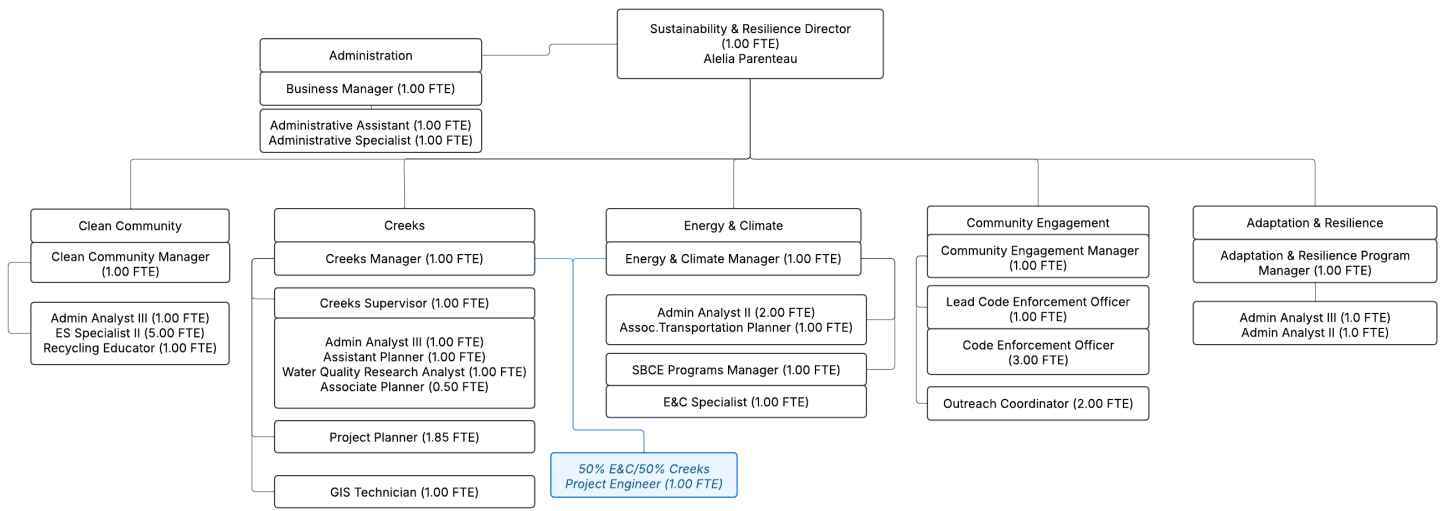 Sustainability & Resilience Director
(1.00 FTE)
Alelia Parenteau
Administration
Business Manager (1.00 FTE)
Administrative Assistant (1.00 FTE)
Administrative Specialist (1.00 FTE)
Clean Community
Clean Community Manager
(1.00 FTE)
Admin Analyst III (1.00 FTE)
ES Specialist II (5.00 FTE)
Recycling Educator (1.00 FTE)
Creeks
Creeks Manager (1.00 FTE)
Creeks Supervisor (1.00 FTE)
Admin Analyst III (1.00 FTE)
Assistant Planner (1.00 FTE)
Water Quality Research Analyst (1.00 FTE)
Associate Planner (0.50 FTE)
Project Planner (1.85 FTE)
GIS Technician (1.00 FTE)
Energy & Climate
Energy & Climate Manager (1.00 FTE)
Admin Analyst II (2.00 FTE)
Assoc.Transportation Planner (1.00 FTE)
SBCE Programs Manager (1.00 FTE)
E&C Specialist (1.00 FTE)
50% E&C/50% Creeks
Project Engineer (1.00 FTE)
Community Engagement
Community Engagement Manager
(1.00 FTE)
Lead Code Enforcement Officer
(1.00 FTE)
Code Enforcement Officer
(3.00 FTE)
Outreach Coordinator (2.00 FTE)
Adaptation & Resilience
Adaptation & Resilience Program
Manager (1.00 FTE)
Admin Analyst III (1.0 FTE)
Admin Analyst II (1.0 FTE)